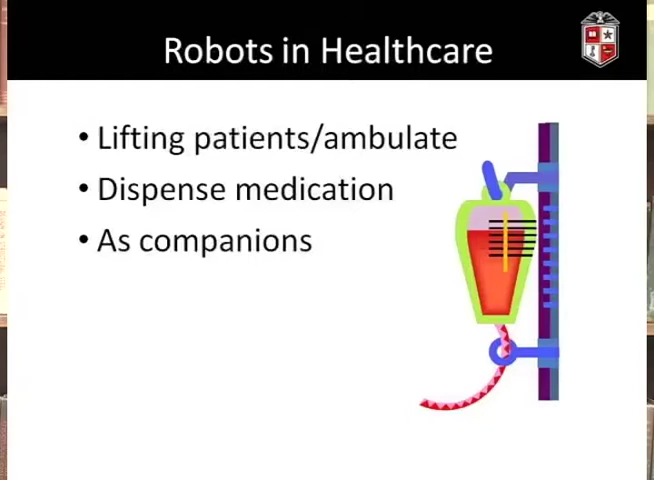 Robots in Healthcare
• Lifting patients/ambulate
• Dispense medication
• As companions